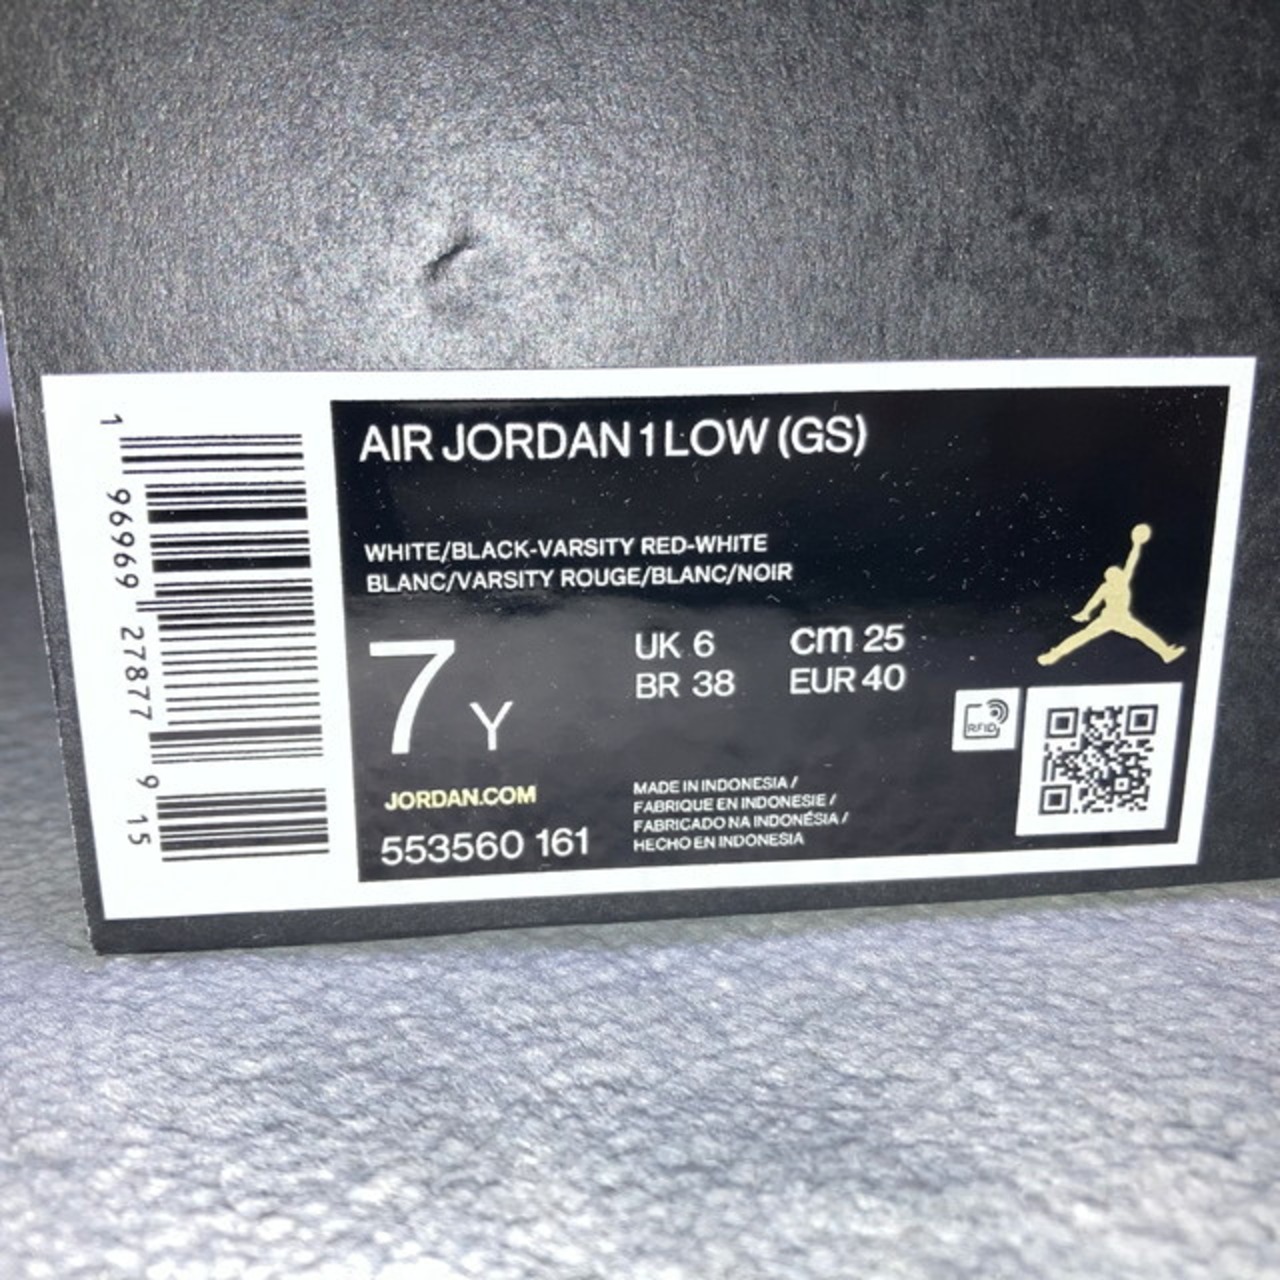 1 96969 27877 9 15
AIR JORDAN 1 LOW (GS)
WHITE/BLACK-VARSITY RED-WHITE
BLANC/VARSITY ROUGE/BLANC/NOIR
7 Y
UK 6 CM 25
BR 38 EUR 40
RFID
JORDAN.COM
553560 161
MADE IN INDONESIA /
FABRIQUE EN INDONESIE /
FABRICADO NA INDONÉSIA /
HECHO EN INDONESIA